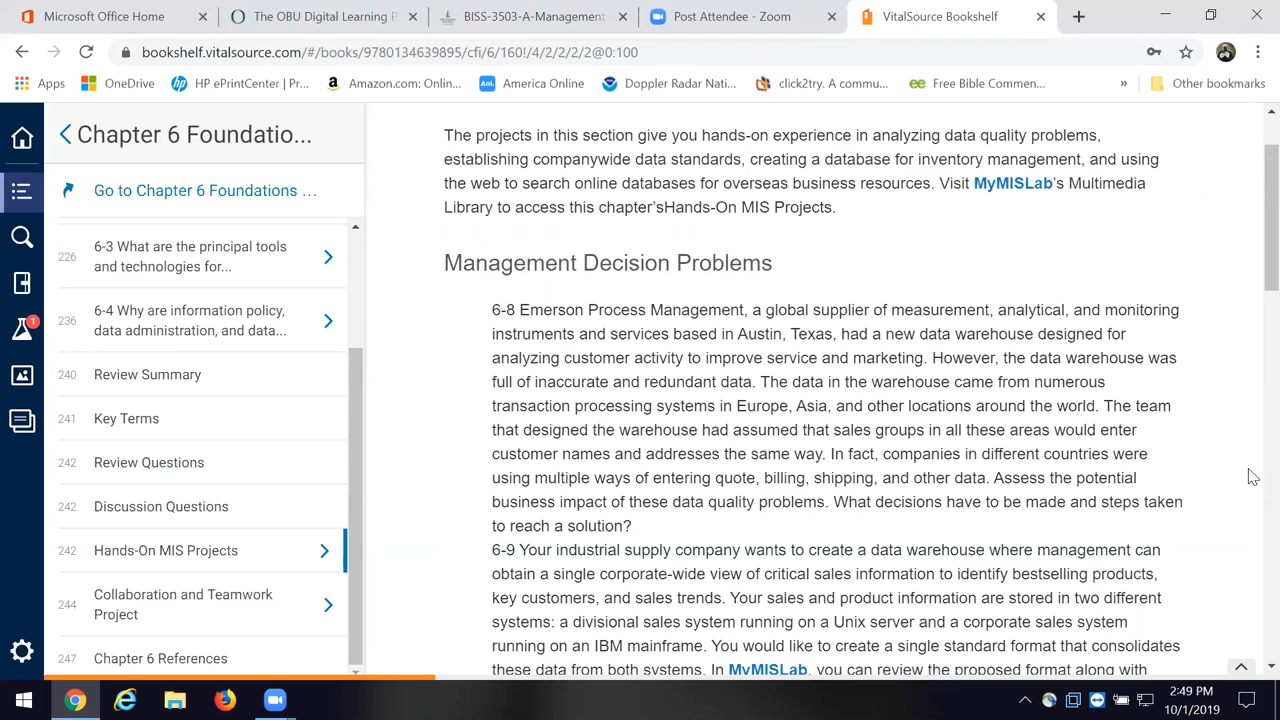 Microsoft Office Home
The OBU Digital Learning P
BISS-3503-A-Management
Post Attendee - Zoom
VitalSource Bookshelf
bookshelf.vitalsource.com/#/books/9780134639895/cfi/6/160!/4/2/2/2/2@0:100
Apps
OneDrive
HP ePrintCenter | Pr...
Amazon.com: Onlin...
America Online
Doppler Radar Nati...
click2try. A commu...
Free Bible Commen...
»
Other bookmarks
Chapter 6 Foundatio...
Go to Chapter 6 Foundations ...
226 6-3 What are the principal tools
and technologies for...
236 6-4 Why are information policy,
data administration, and data...
240 Review Summary
241 Key Terms
242 Review Questions
242 Discussion Questions
242 Hands-On MIS Projects
244 Collaboration and Teamwork
Project
247 Chapter 6 References
1
The projects in this section give you hands-on experience in analyzing data quality problems,
establishing companywide data standards, creating a database for inventory management, and using
the web to search online databases for overseas business resources. Visit MyMISLab's Multimedia
Library to access this chapter'sHands-On MIS Projects.
Management Decision Problems
6-8 Emerson Process Management, a global supplier of measurement, analytical, and monitoring
instruments and services based in Austin, Texas, had a new data warehouse designed for
analyzing customer activity to improve service and marketing. However, the data warehouse was
full of inaccurate and redundant data. The data in the warehouse came from numerous
transaction processing systems in Europe, Asia, and other locations around the world. The team
that designed the warehouse had assumed that sales groups in all these areas would enter
customer names and addresses the same way. In fact, companies in different countries were
using multiple ways of entering quote, billing, shipping, and other data. Assess the potential
business impact of these data quality problems. What decisions have to be made and steps taken
to reach a solution?
6-9 Your industrial supply company wants to create a data warehouse where management can
obtain a single corporate-wide view of critical sales information to identify bestselling products,
key customers, and sales trends. Your sales and product information are stored in two different
systems: a divisional sales system running on a Unix server and a corporate sales system
running on an IBM mainframe. You would like to create a single standard format that consolidates
these data from both systems. In MyMISLab, you can review the proposed format along with
2:49 PM
10/1/2019